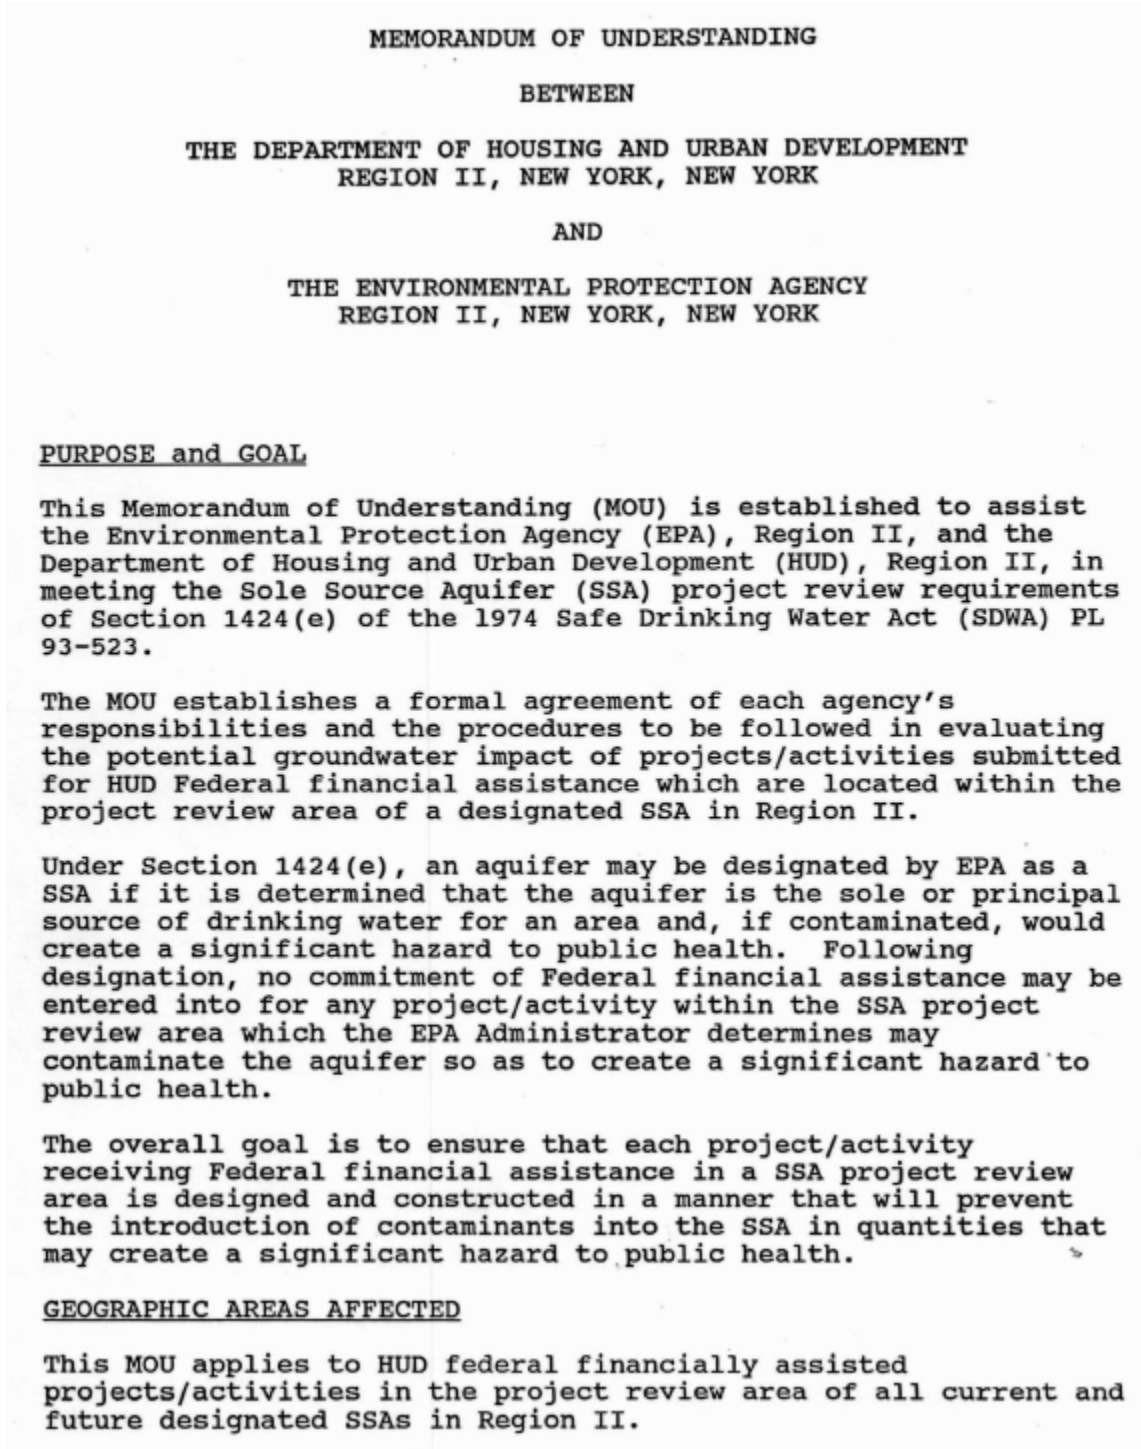 MEMORANDUM OF UNDERSTANDING
BETWEEN
THE DEPARTMENT OF HOUSING AND URBAN DEVELOPMENT
REGION II, NEW YORK, NEW YORK
AND
THE ENVIRONMENTAL PROTECTION AGENCY
REGION II, NEW YORK, NEW YORK
PURPOSE and GOAL
This Memorandum of Understanding (MOU) is established to assist
the Environmental Protection Agency (EPA), Region II, and the
Department of Housing and Urban Development (HUD), Region II, in
meeting the Sole Source Aquifer (SSA) project review requirements
of Section 1424(e) of the 1974 Safe Drinking Water Act (SDWA) PL
93-523.
The MOU establishes a formal agreement of each agency's
responsibilities and the procedures to be followed in evaluating
the potential groundwater impact of projects/activities submitted
for HUD Federal financial assistance which are located within the
project review area of a designated SSA in Region II.
Under Section 1424(e), an aquifer may be designated by EPA as a
SSA if it is determined that the aquifer is the sole or principal
source of drinking water for an area and, if contaminated, would
create a significant hazard to public health. Following
designation, no commitment of Federal financial assistance may be
entered into for any project/activity within the SSA project
review area which the EPA Administrator determines may
contaminate the aquifer so as to create a significant hazard to
public health.
The overall goal is to ensure that each project/activity
receiving Federal financial assistance in a SSA project review
area is designed and constructed in a manner that will prevent
the introduction of contaminants into the SSA in quantities that
may create a significant hazard to public health.
GEOGRAPHIC AREAS AFFECTED
This MOU applies to HUD federal financially assisted
projects/activities in the project review area of all current and
future designated SSAs in Region II.